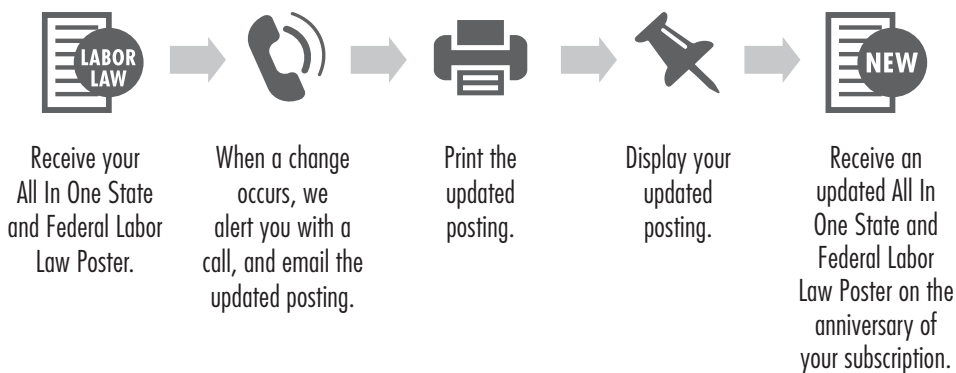 LABOR
LAW
NEW
Receive your
All In One State
and Federal Labor
Law Poster.
When a change
occurs, we
alert you with a
call, and email the
updated posting.
Print the
updated
posting.
Display your
updated
posting.
Receive an
updated All In
One State and
Federal Labor
Law Poster on the
anniversary of
your subscription.